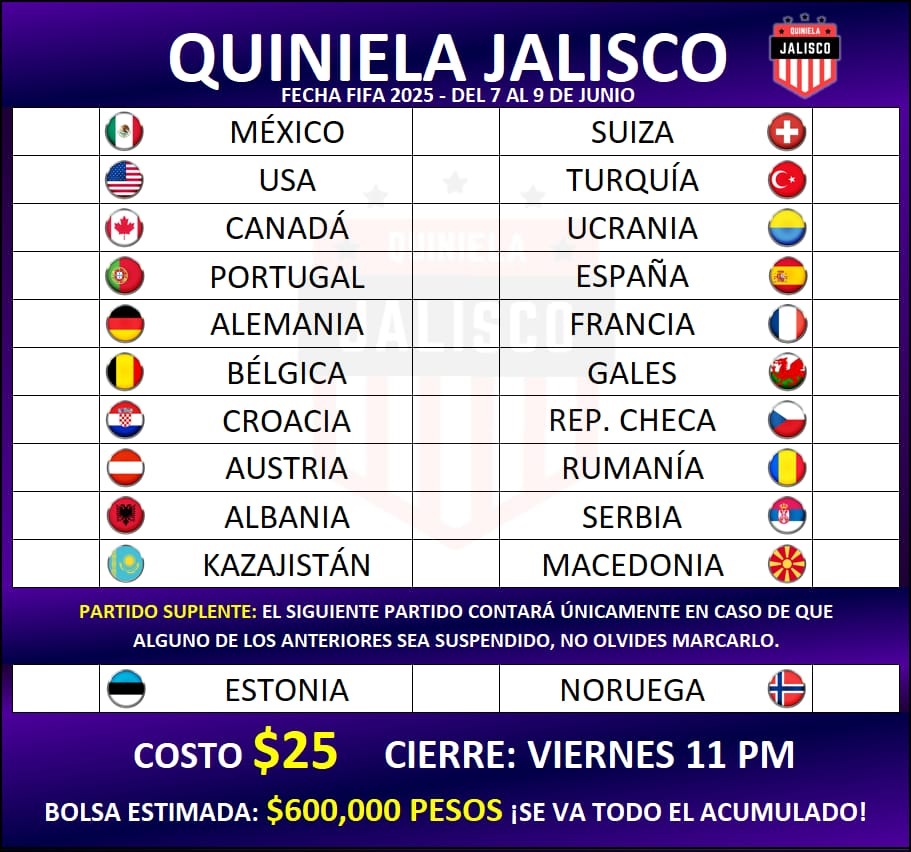 QUINIELA JALISCO
QUINIELA
JALISCO
FECHA FIFA 2025 - DEL 7 AL 9 DE JUNIO
MÉXICO SUIZA
USA TURQUÍA
CANADÁ UCRANIA
PORTUGAL ESPAÑA
ALEMANIA FRANCIA
BÉLGICA GALES
CROACIA REP. CHECA
AUSTRIA RUMANÍA
ALBANIA SERBIA
KAZAJISTÁN MACEDONIA
QUINIELA
JALISCO
PARTIDO SUPLENTE: EL SIGUIENTE PARTIDO CONTARÁ ÚNICAMENTE EN CASO DE QUE
ALGUNO DE LOS ANTERIORES SEA SUSPENDIDO, NO OLVIDES MARCARLO.
ESTONIA NORUEGA
COSTO $25 CIERRE: VIERNES 11 PM
BOLSA ESTIMADA: $600,000 PESOS ¡SE VA TODO EL ACUMULADO!